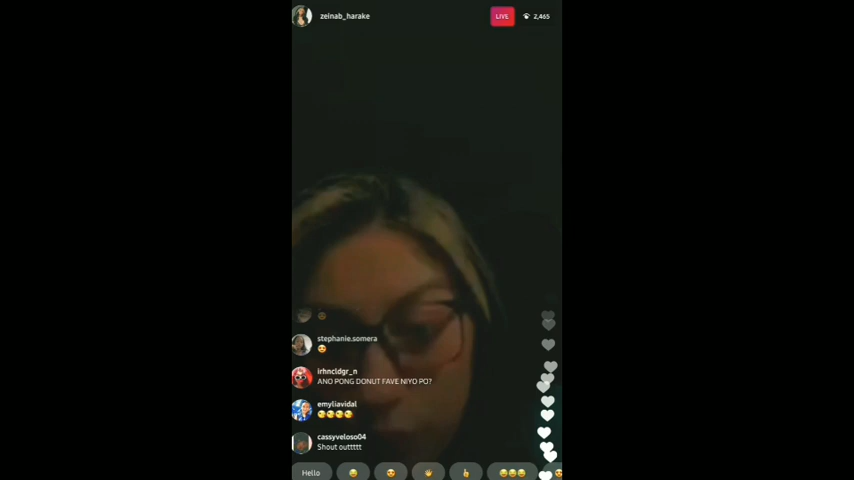 zeinab_harake
LIVE
2,465
stephanie.somera
irhncldgr_n
ANO PONG DONUT FAVE NIYO PO?
emyliavidal
cassyveloso04
Shout outtttt
Hello